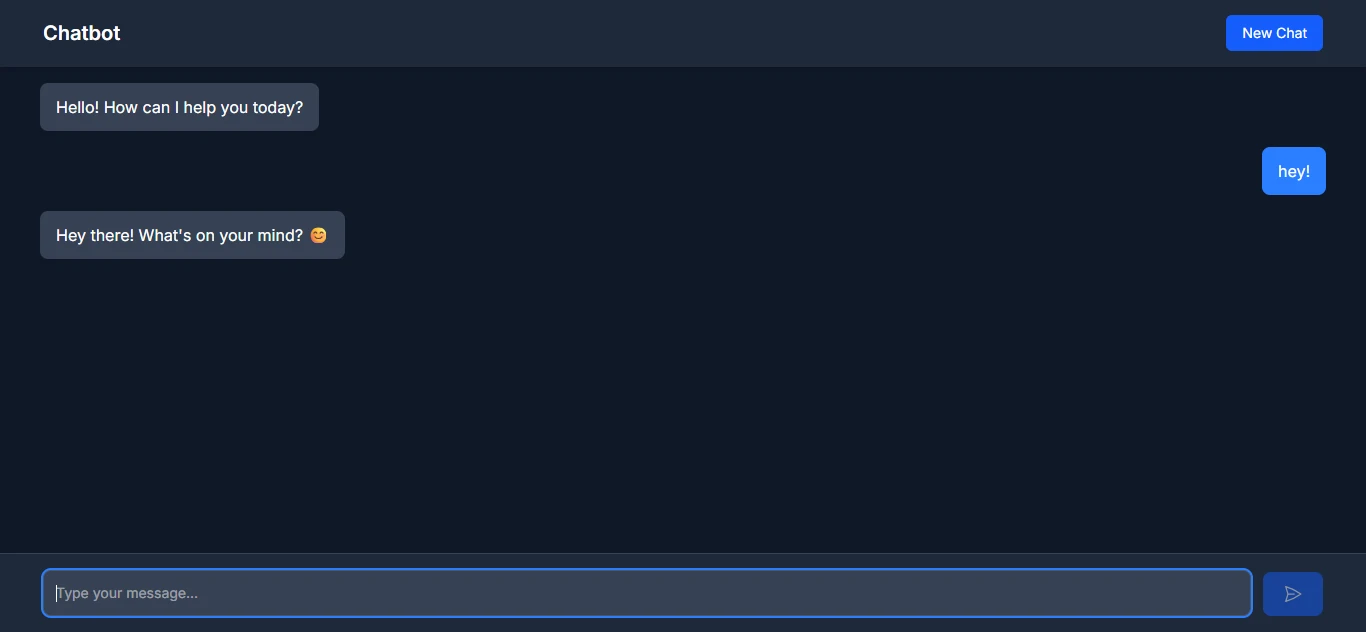 Chatbot
New Chat
Hello! How can I help you today?
hey!
Hey there! What's on your mind? 😊
Type your message...